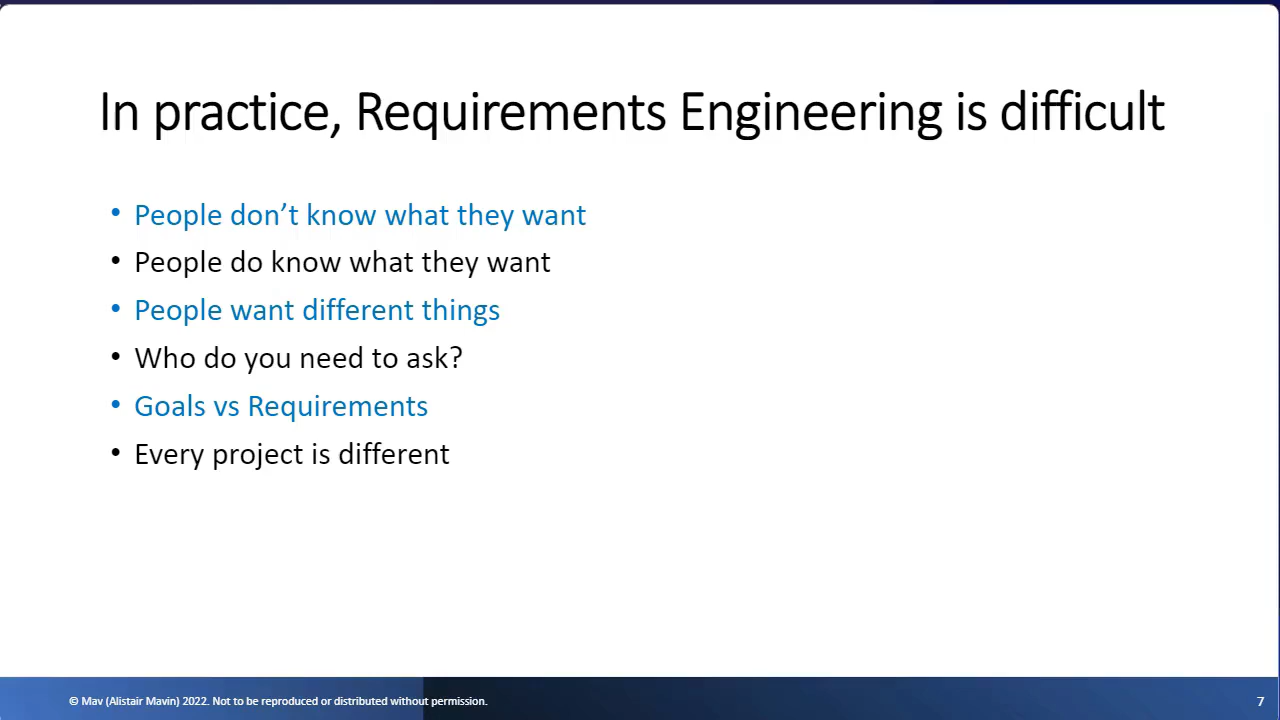 In practice, Requirements Engineering is difficult
• People don’t know what they want
• People do know what they want
• People want different things
• Who do you need to ask?
• Goals vs Requirements
• Every project is different
© Mav (Alistair Mavin) 2022. Not to be reproduced or distributed without permission.
7